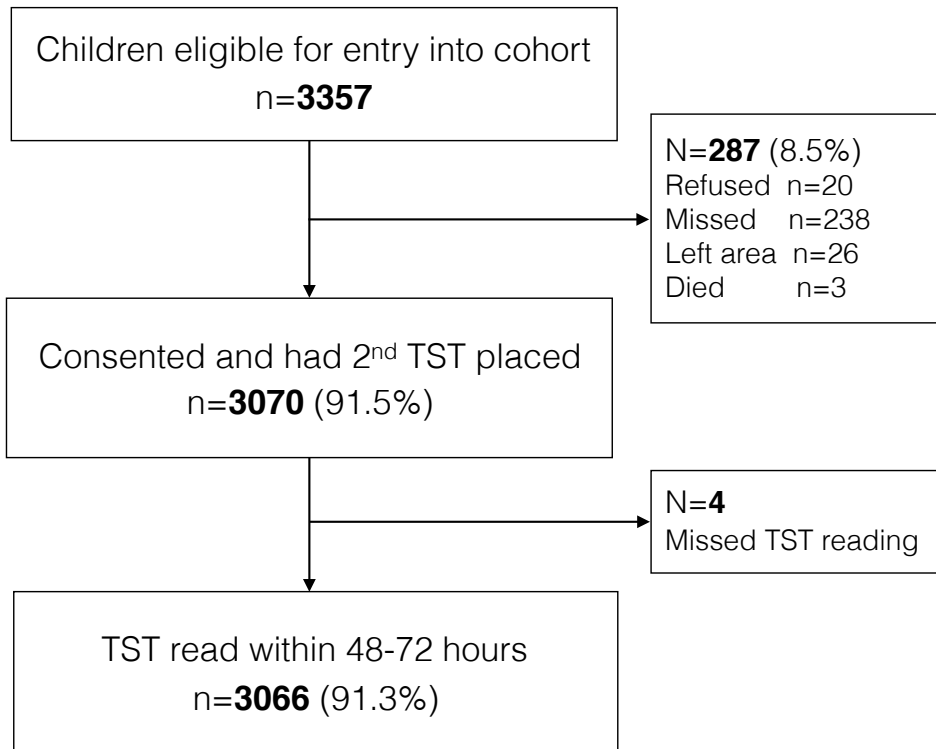 Children eligible for entry into cohort
n=3357
N=287 (8.5%)
Refused n=20
Missed n=238
Left area n=26
Died n=3
Consented and had 2nd TST placed
n=3070 (91.5%)
N=4
Missed TST reading
TST read within 48-72 hours
n=3066 (91.3%)